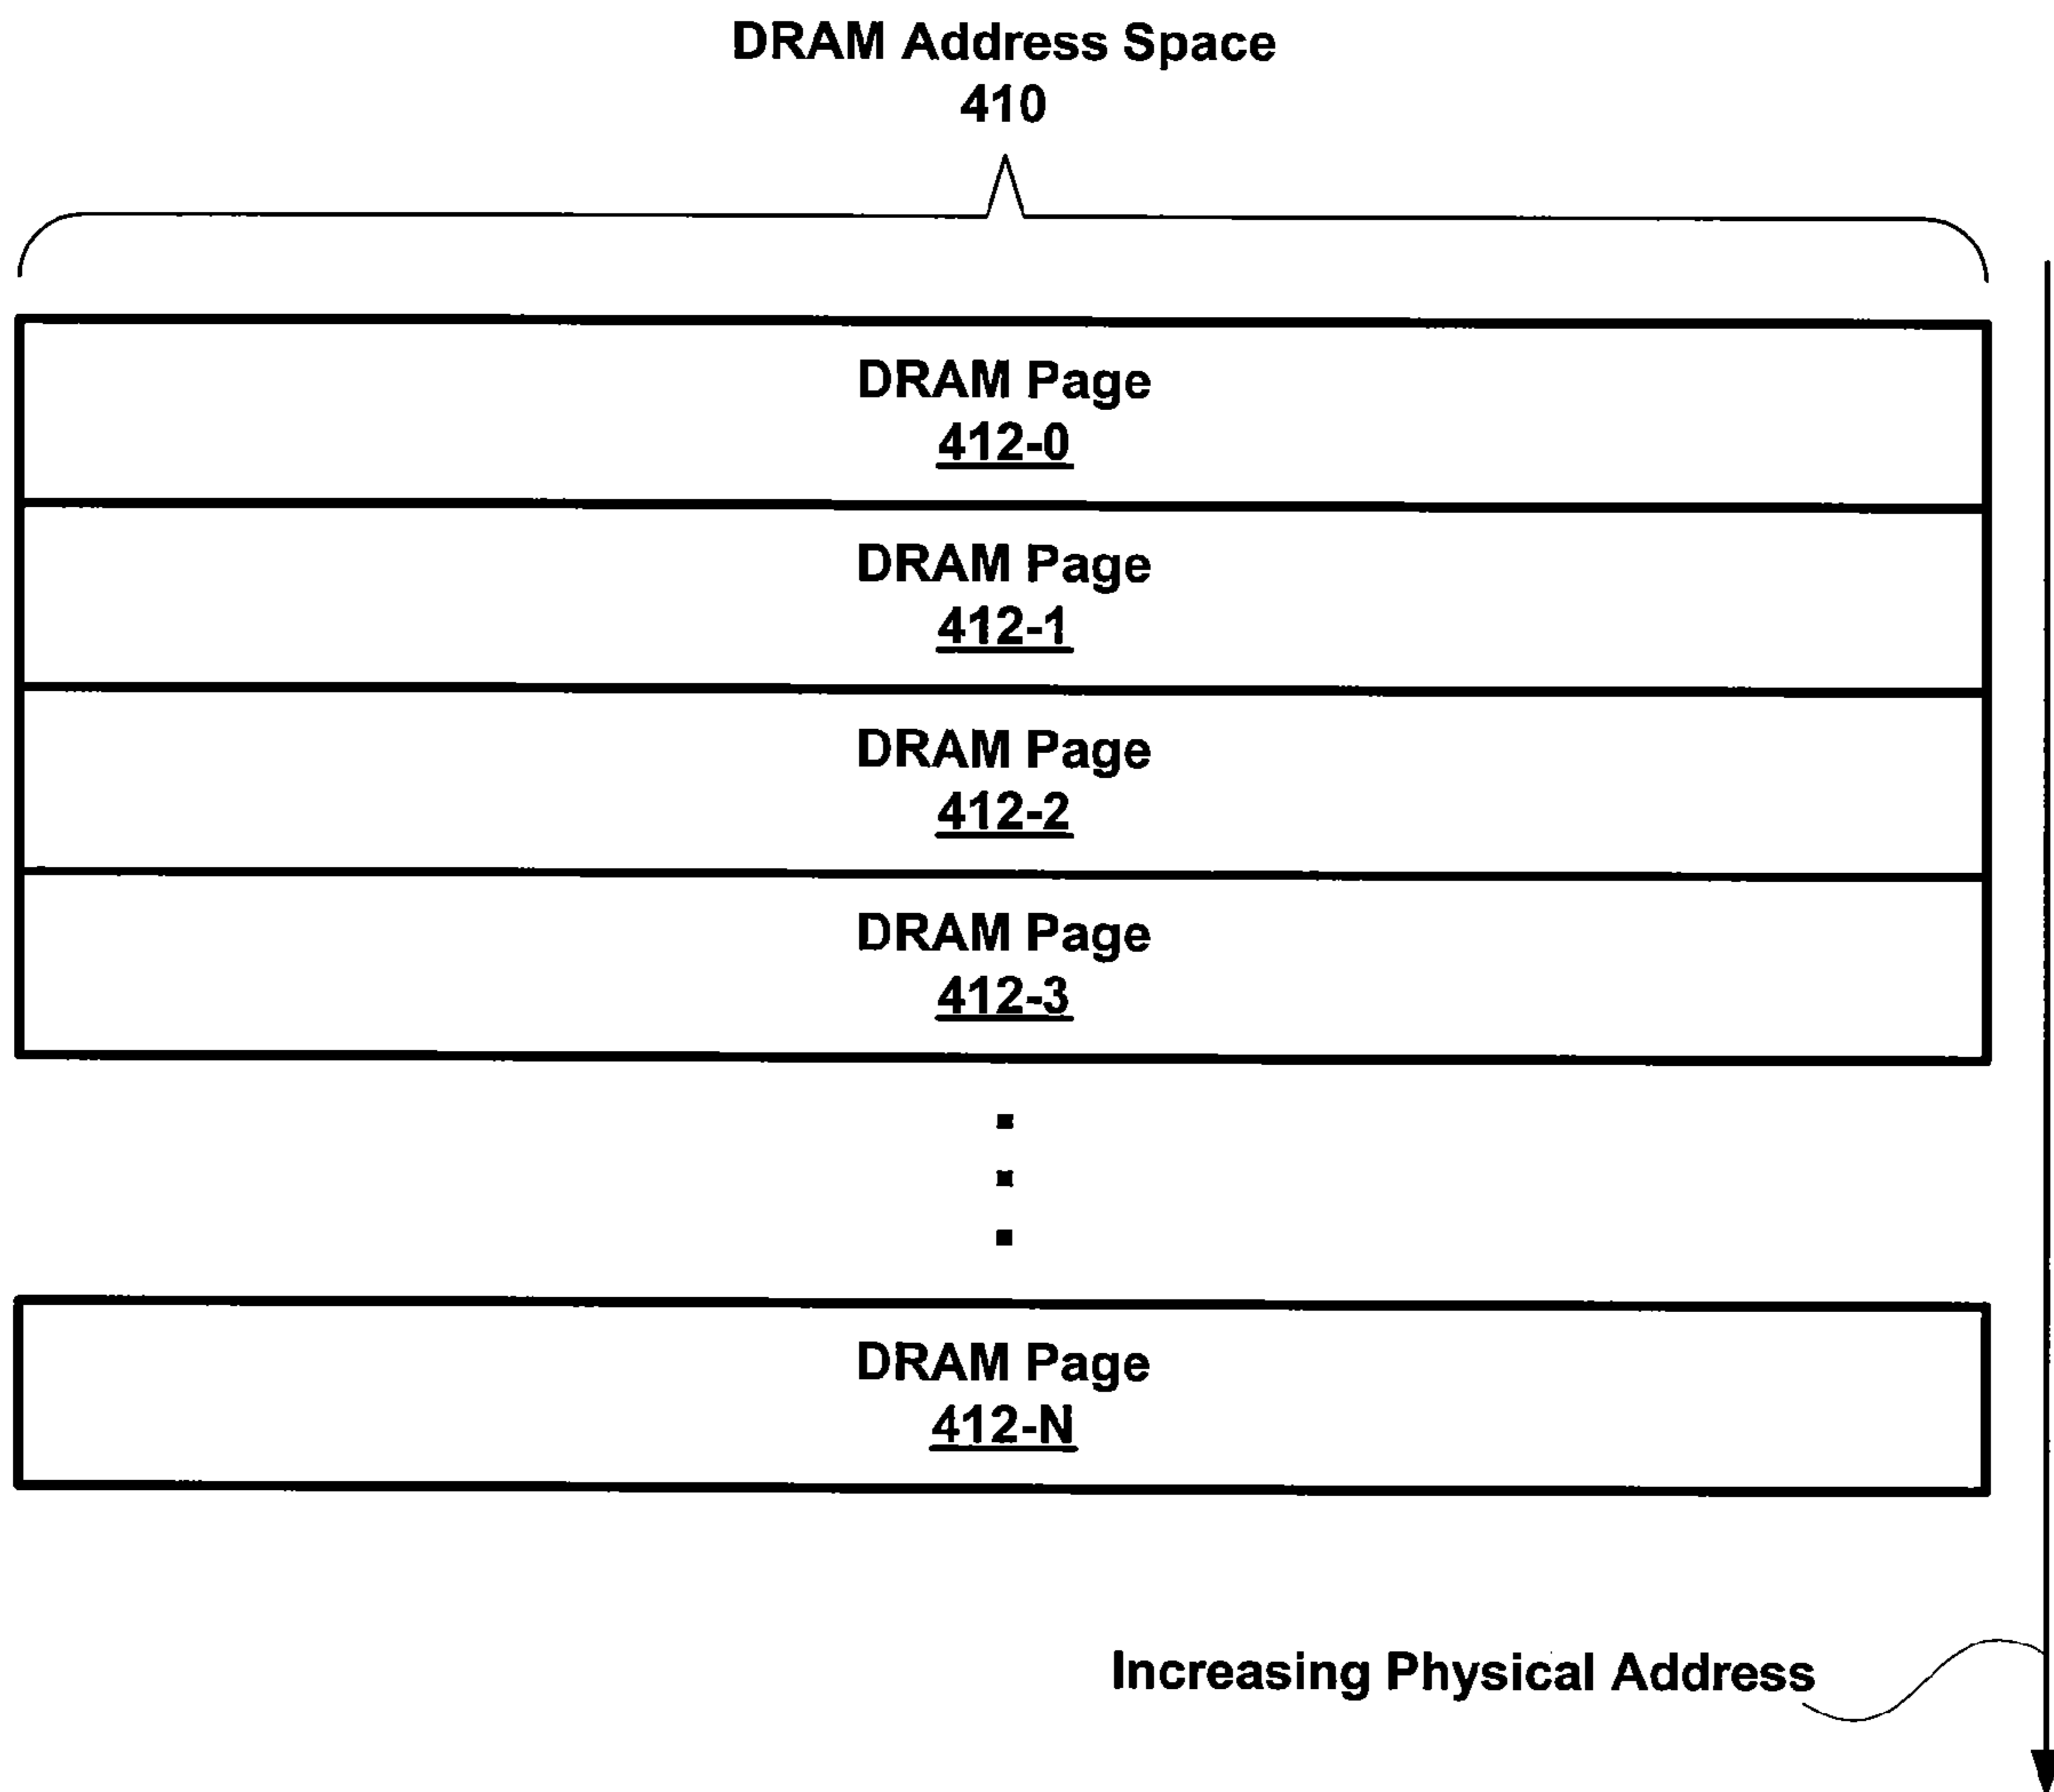 DRAM Address Space
410
DRAM Page
412-0
DRAM Page
412-1
DRAM Page
412-2
DRAM Page
412-3
DRAM Page
412-N
Increasing Physical Address